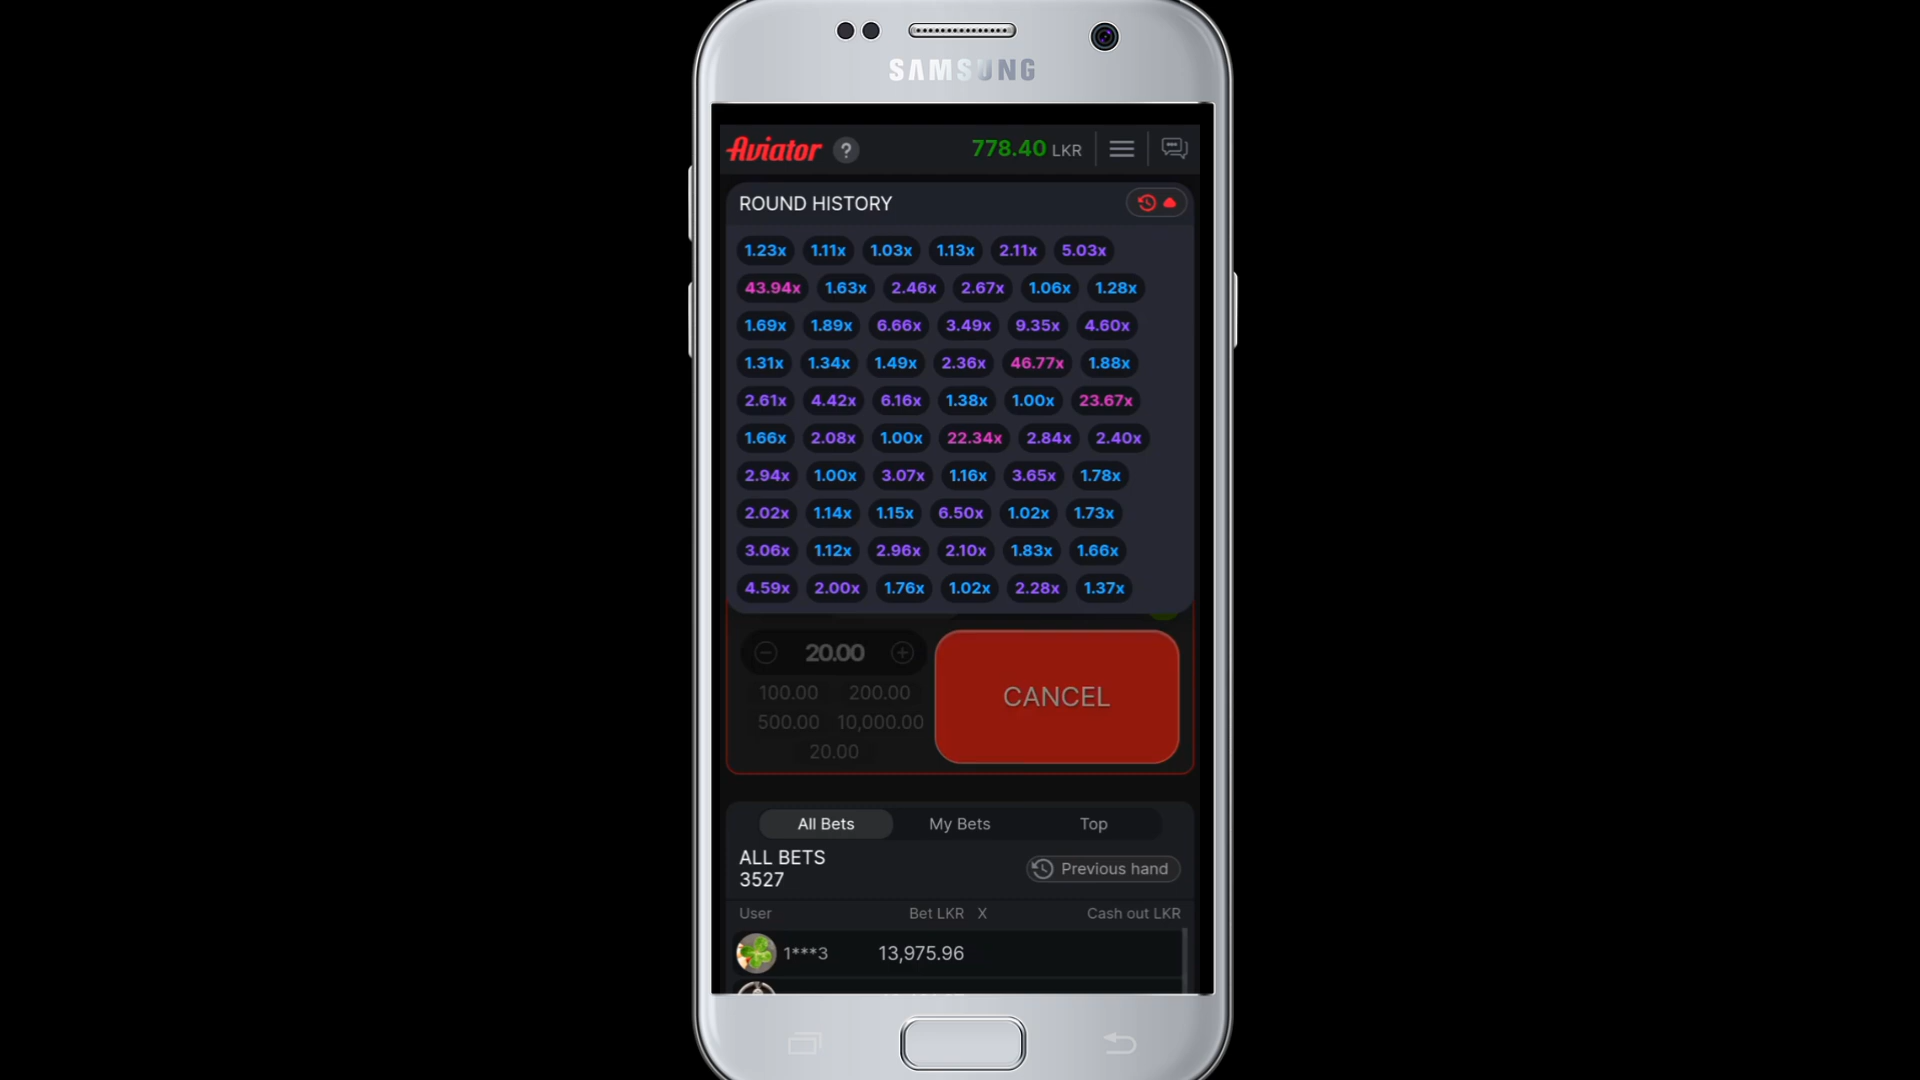 SAMSUNG
Aviator ? 778.40 LKR
ROUND HISTORY
1.23x 1.11x 1.03x 1.13x 2.11x 5.03x
43.94x 1.63x 2.46x 2.67x 1.06x 1.28x
1.69x 1.89x 6.66x 3.49x 9.35x 4.60x
1.31x 1.34x 1.49x 2.36x 46.77x 1.88x
2.61x 4.42x 6.16x 1.38x 1.00x 23.67x
1.66x 2.08x 1.00x 22.34x 2.84x 2.40x
2.94x 1.00x 3.07x 1.16x 3.65x 1.78x
2.02x 1.14x 1.15x 6.50x 1.02x 1.73x
3.06x 1.12x 2.96x 2.10x 1.83x 1.66x
4.59x 2.00x 1.76x 1.02x 2.28x 1.37x
20.00
100.00 200.00
500.00 10,000.00
20.00
CANCEL
All Bets My Bets Top
ALL BETS
3527
Previous hand
User Bet LKR X Cash out LKR
1***3 13,975.96